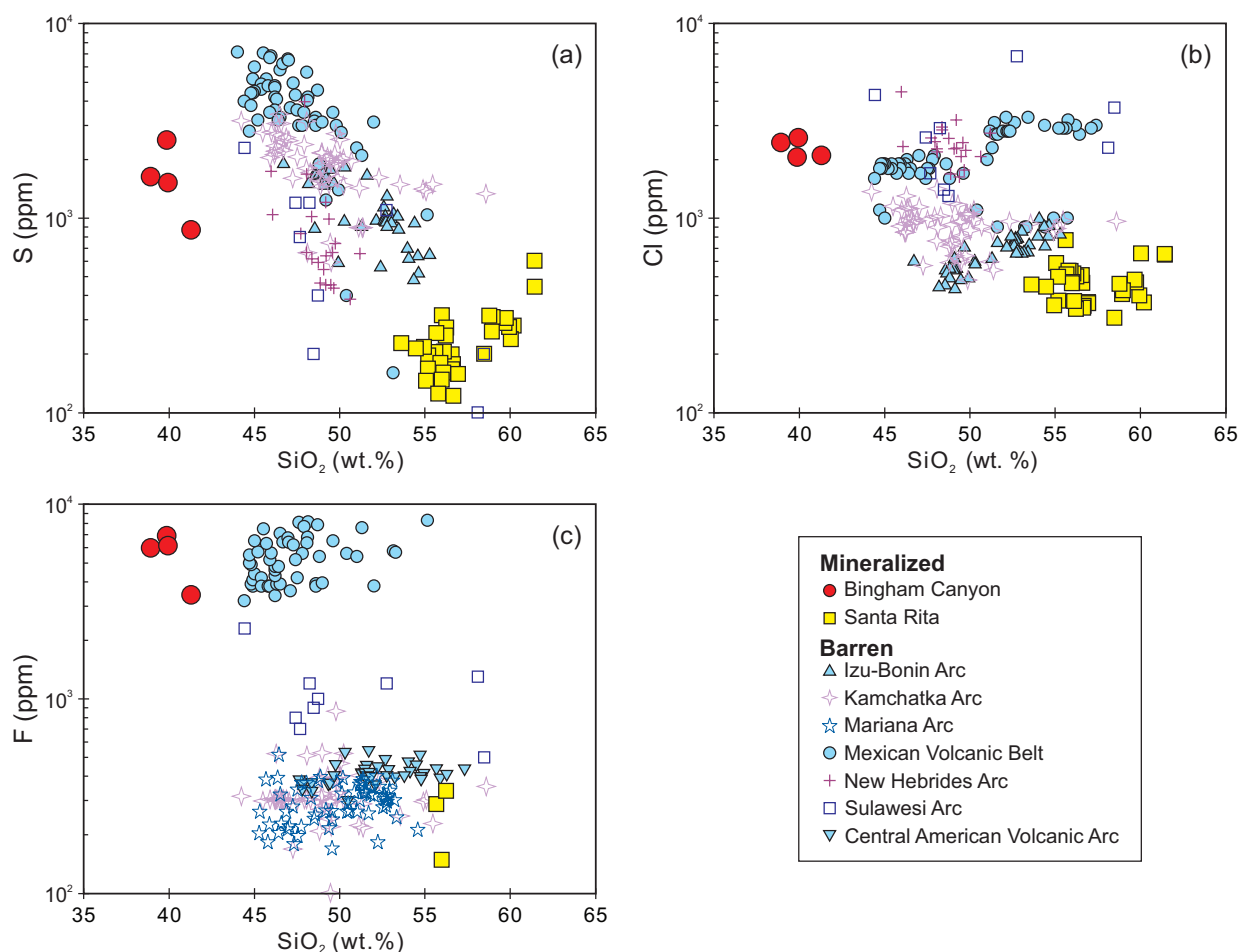 (a)
10⁴
10³
10²
S (ppm)
35 40 45 50 55 60 65
SiO₂ (wt.%)
(b)
10⁴
10³
10²
Cl (ppm)
35 40 45 50 55 60 65
SiO₂ (wt. %)
(c)
10⁴
10³
10²
F (ppm)
35 40 45 50 55 60 65
SiO₂ (wt.%)
Mineralized
Bingham Canyon
Santa Rita
Barren
Izu-Bonin Arc
Kamchatka Arc
Mariana Arc
Mexican Volcanic Belt
New Hebrides Arc
Sulawesi Arc
Central American Volcanic Arc